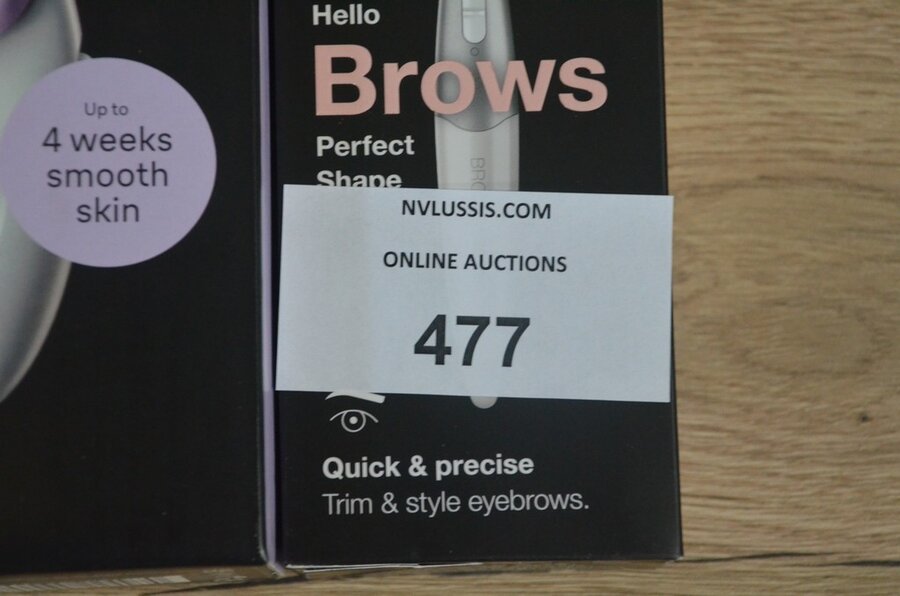 Up to
4 weeks
smooth
skin
Hello
Brows
Perfect
Shape
NVLUSSIS.COM
ONLINE AUCTIONS
477
Quick & precise
Trim & style eyebrows.